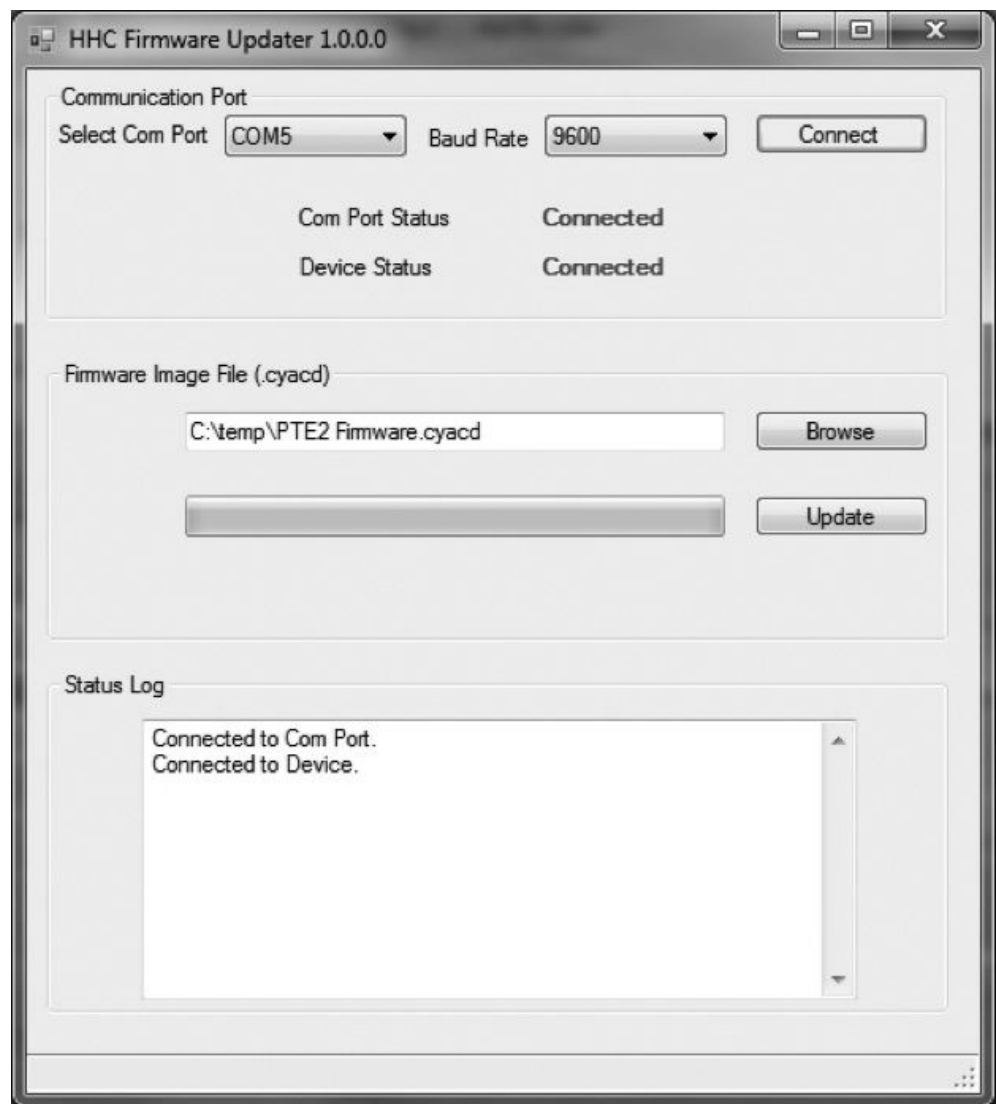 HHC Firmware Updater 1.0.0.0
Communication Port
Select Com Port COM5 Baud Rate 9600 Connect
Com Port Status Connected
Device Status Connected
Firmware Image File (.cyacd)
C:\temp\PTE2 Firmware.cyacd Browse
Update
Status Log
Connected to Com Port.
Connected to Device.